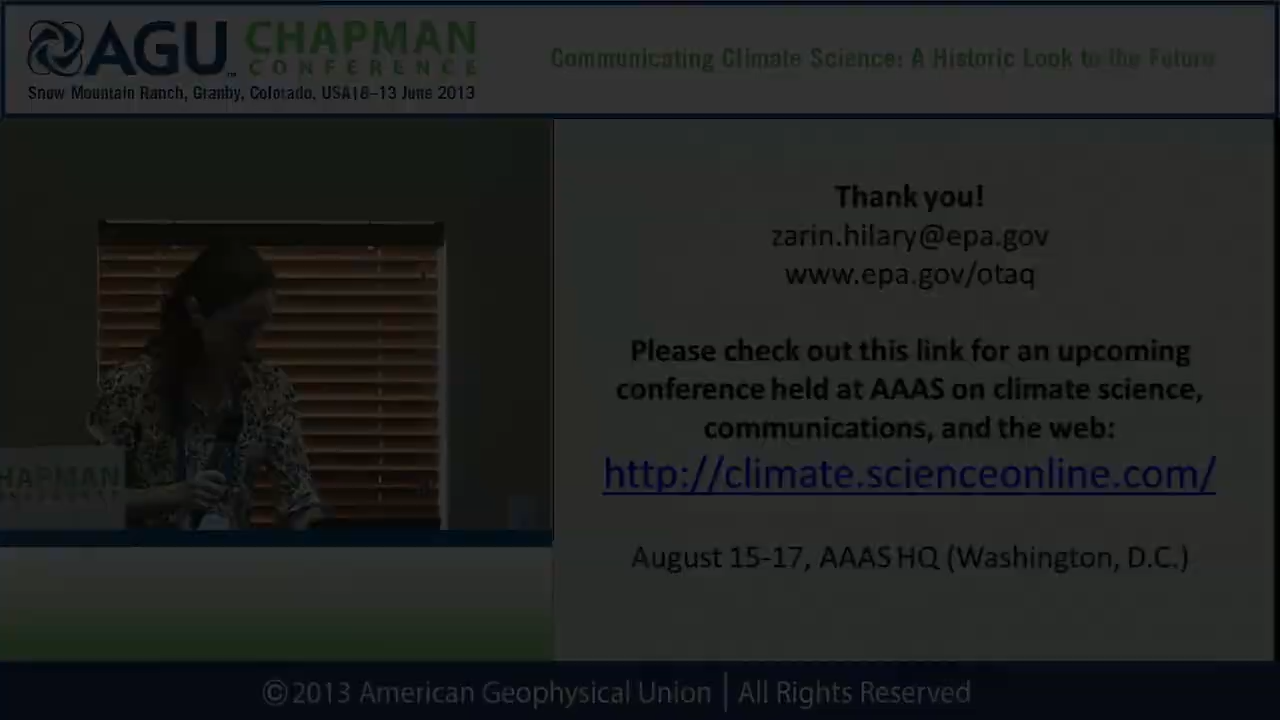 AGU CHAPMAN
CONFERENCE
Snow Mountain Ranch, Granby, Colorado, USA | 8–13 June 2013
Communicating Climate Science: A Historic Look to the Future
Thank you!
zarin.hilary@epa.gov
www.epa.gov/otaq
Please check out this link for an upcoming
conference held at AAAS on climate science,
communications, and the web:
http://climate.scienceonline.com/
August 15-17, AAAS HQ (Washington, D.C.)
HAPMAN
©2013 American Geophysical Union | All Rights Reserved